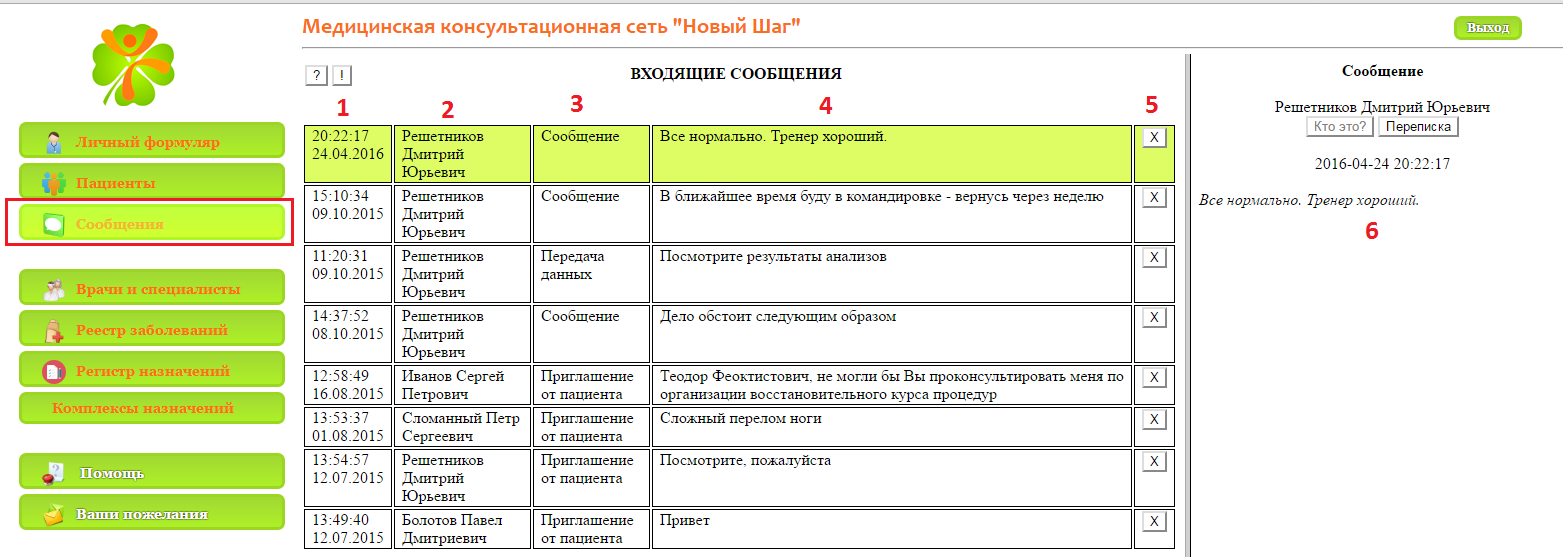 Медицинская консультационная сеть "Новый Шаг"
Выход
Личный формуляр
Пациенты
Сообщения
Врачи и специалисты
Реестр заболеваний
Регистр назначений
Комплексы назначений
Помощь
Ваши пожелания
? !
ВХОДЯЩИЕ СООБЩЕНИЯ
1 2 3 4 5
20:22:17 Решетников Сообщение Все нормально. Тренер хороший. X
24.04.2016 Дмитрий
Юрьевич
15:10:34 Решетников Сообщение В ближайшее время буду в командировке - вернусь через неделю X
09.10.2015 Дмитрий
Юрьевич
11:20:31 Решетников Передача Посмотрите результаты анализов X
09.10.2015 Дмитрий данных
Юрьевич
14:37:52 Решетников Сообщение Дело обстоит следующим образом X
08.10.2015 Дмитрий
Юрьевич
12:58:49 Иванов Сергей Приглашение Теодор Феоктистович, не могли бы Вы проконсультировать меня по X
16.08.2015 Петрович от пациента организации восстановительного курса процедур
13:53:37 Сломанный Петр Приглашение Сложный перелом ноги X
01.08.2015 Сергеевич от пациента
13:54:57 Решетников Приглашение Посмотрите, пожалуйста X
12.07.2015 Дмитрий от пациента
Юрьевич
13:49:40 Болотов Павел Приглашение Привет X
12.07.2015 Дмитриевич от пациента
Сообщение
Решетников Дмитрий Юрьевич
Кто это? Переписка
2016-04-24 20:22:17
Все нормально. Тренер хороший.
6